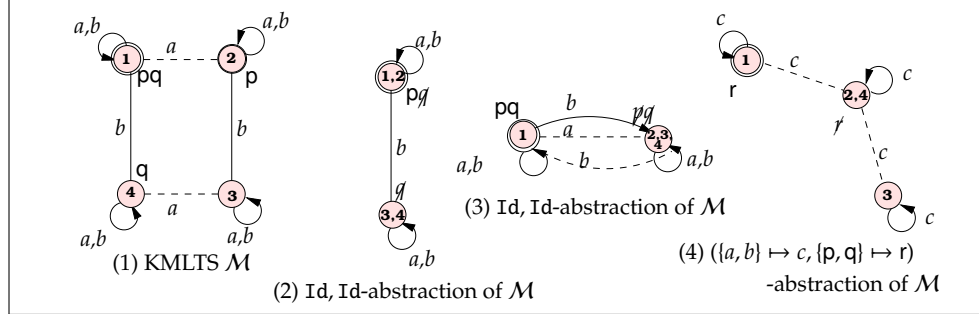 a,b
a,b
1
a
2
pq
p
b
b
q
4
a
3
a,b
a,b
(1) KMLTS M
a,b
1,2
pq̸
b
q̸
3,4
a,b
(2) Id, Id-abstraction of M
pq
b
p̸q̸
1
a
2,3,
4
b
a,b
a,b
(3) Id, Id-abstraction of M
c
1
c
r
2,4
c
r̸
c
3
c
(4) ({a, b} ↦ c, {p, q} ↦ r)
-abstraction of M